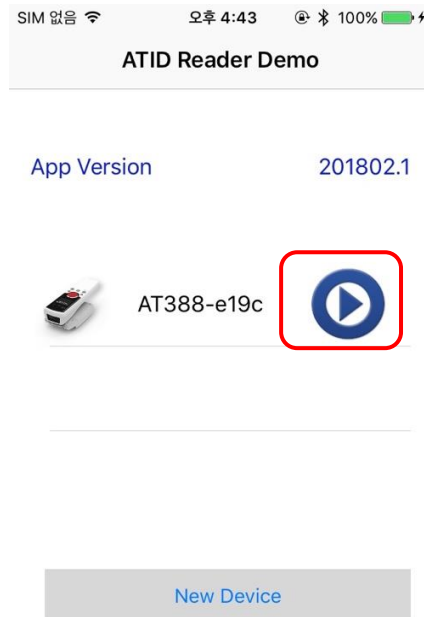 SIM 없음 오후 4:43 100%
ATID Reader Demo
App Version 201802.1
AT388-e19c
New Device